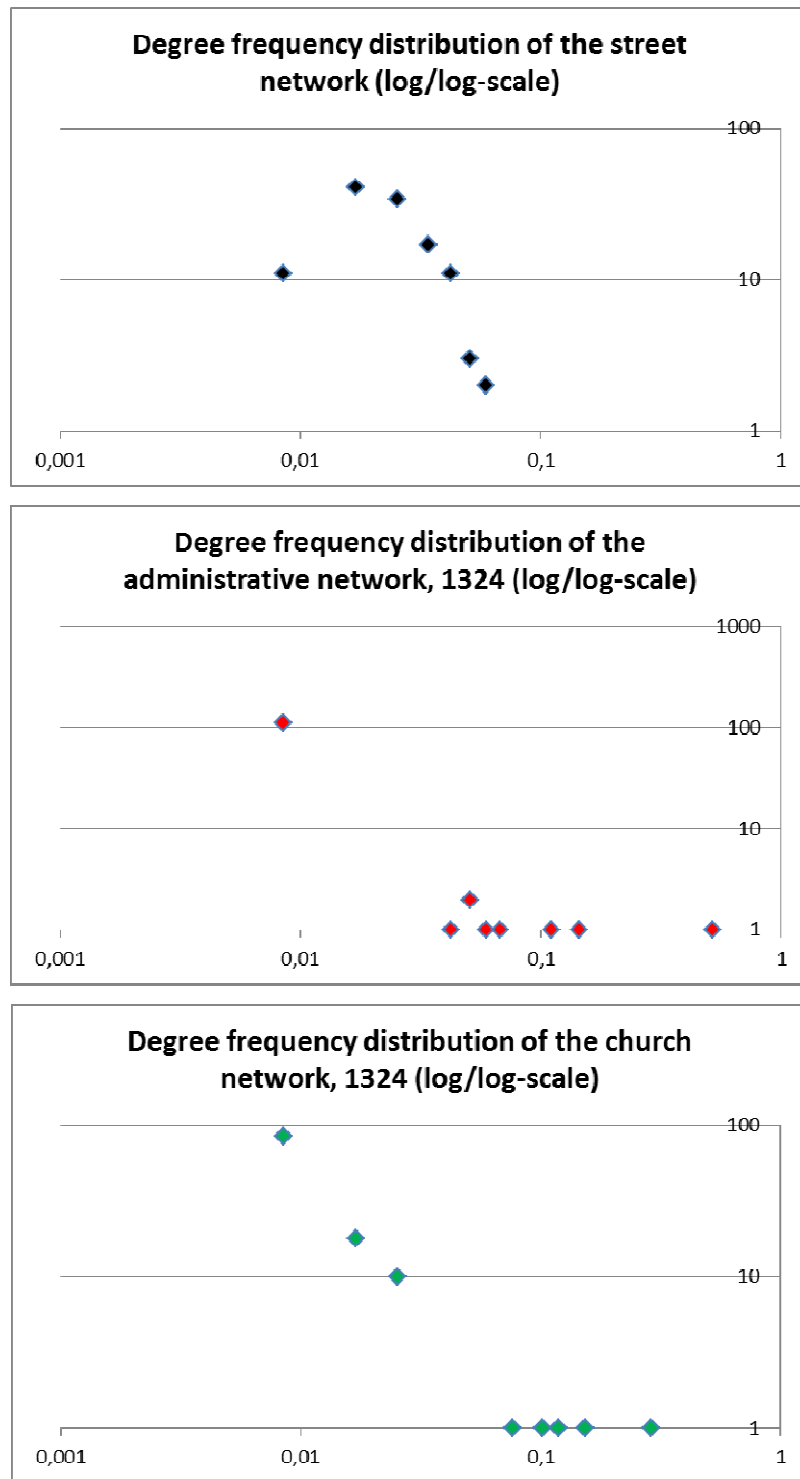 Degree frequency distribution of the street
network (log/log-scale)
100
10
1
0,001 0,01 0,1 1
Degree frequency distribution of the
administrative network, 1324 (log/log-scale)
1000
100
10
1
0,001 0,01 0,1 1
Degree frequency distribution of the church
network, 1324 (log/log-scale)
100
10
1
0,001 0,01 0,1 1